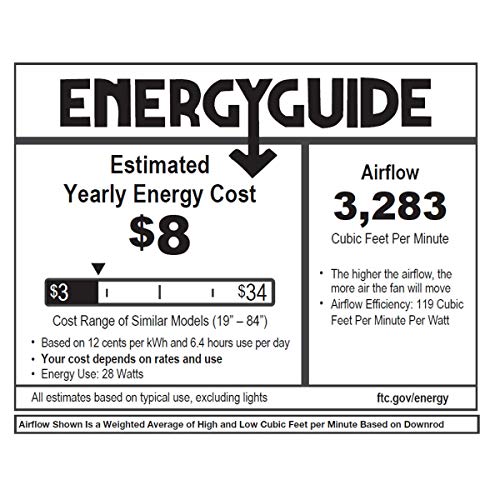 ENERGYGUIDE
Estimated
Yearly Energy Cost
$8
$3
$34
Cost Range of Similar Models (19" – 84")
• Based on 12 cents per kWh and 6.4 hours use per day
• Your cost depends on rates and use
• Energy Use: 28 Watts
Airflow
3,283
Cubic Feet Per Minute
• The higher the airflow, the
more air the fan will move
• Airflow Efficiency: 119 Cubic
Feet Per Minute Per Watt
All estimates based on typical use, excluding lights
ftc.gov/energy
Airflow Shown Is a Weighted Average of High and Low Cubic Feet per Minute Based on Downrod